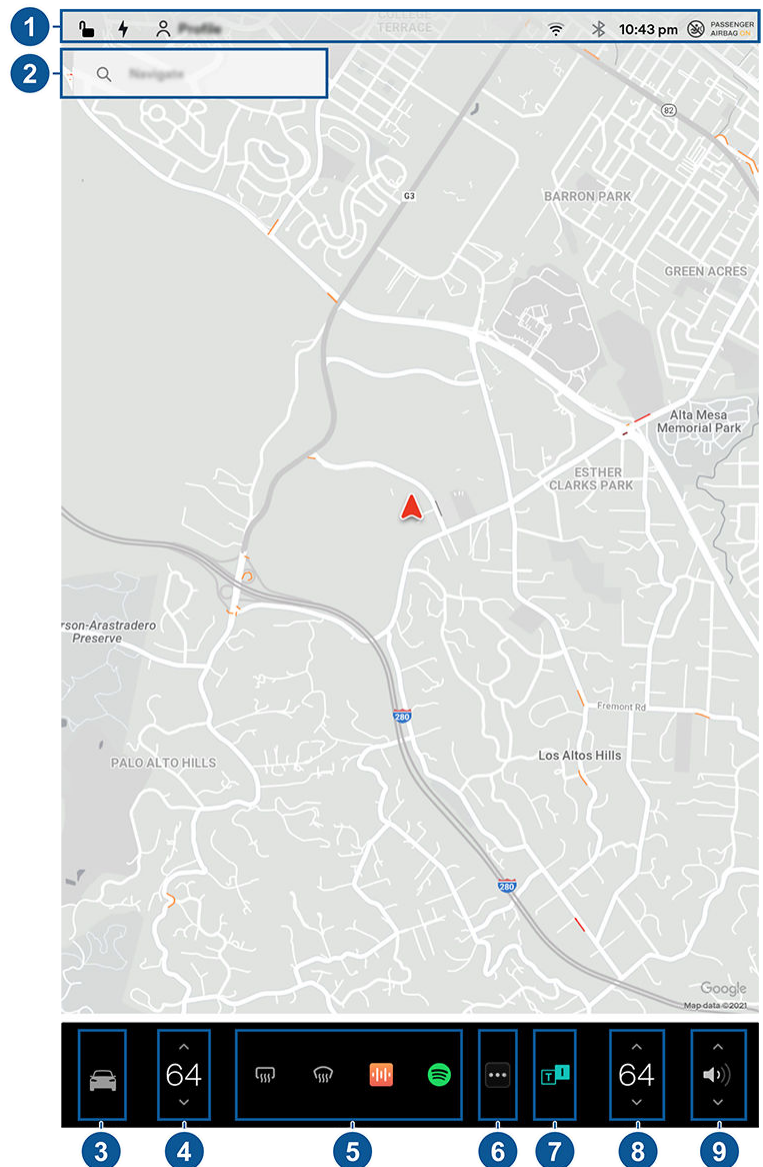 1
COLLEGE
TERRACE
10:43 pm
PASSENGER
AIRBAG ON
2
82
G3
BARRON PARK
GREEN ACRES
Alta Mesa
Memorial Park
ESTHER
CLARKS PARK
rson-Arastradero
Preserve
280
Fremont Rd
PALO ALTO HILLS
Los Altos Hills
280
Google
Map data ©2021
64
T I
64
3
4
5
6
7
8
9